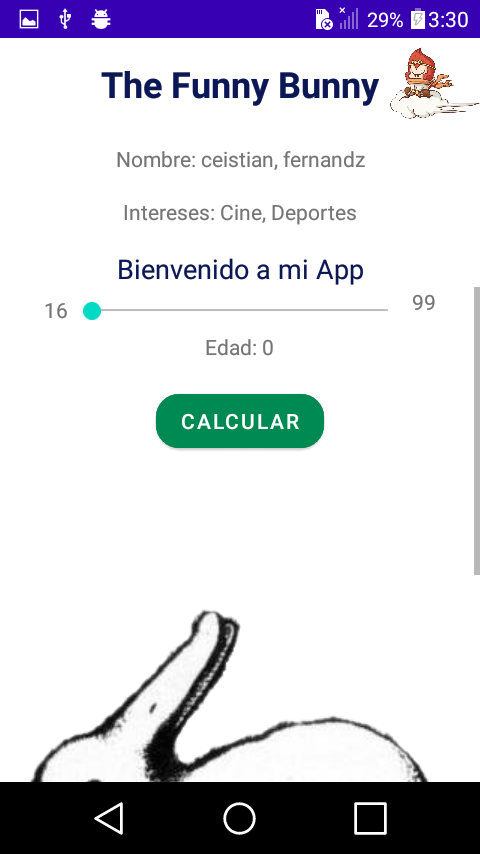 29% 3:30
The Funny Bunny
Nombre: ceistian, fernandz
Intereses: Cine, Deportes
Bienvenido a mi App
16 99
Edad: 0
CALCULAR